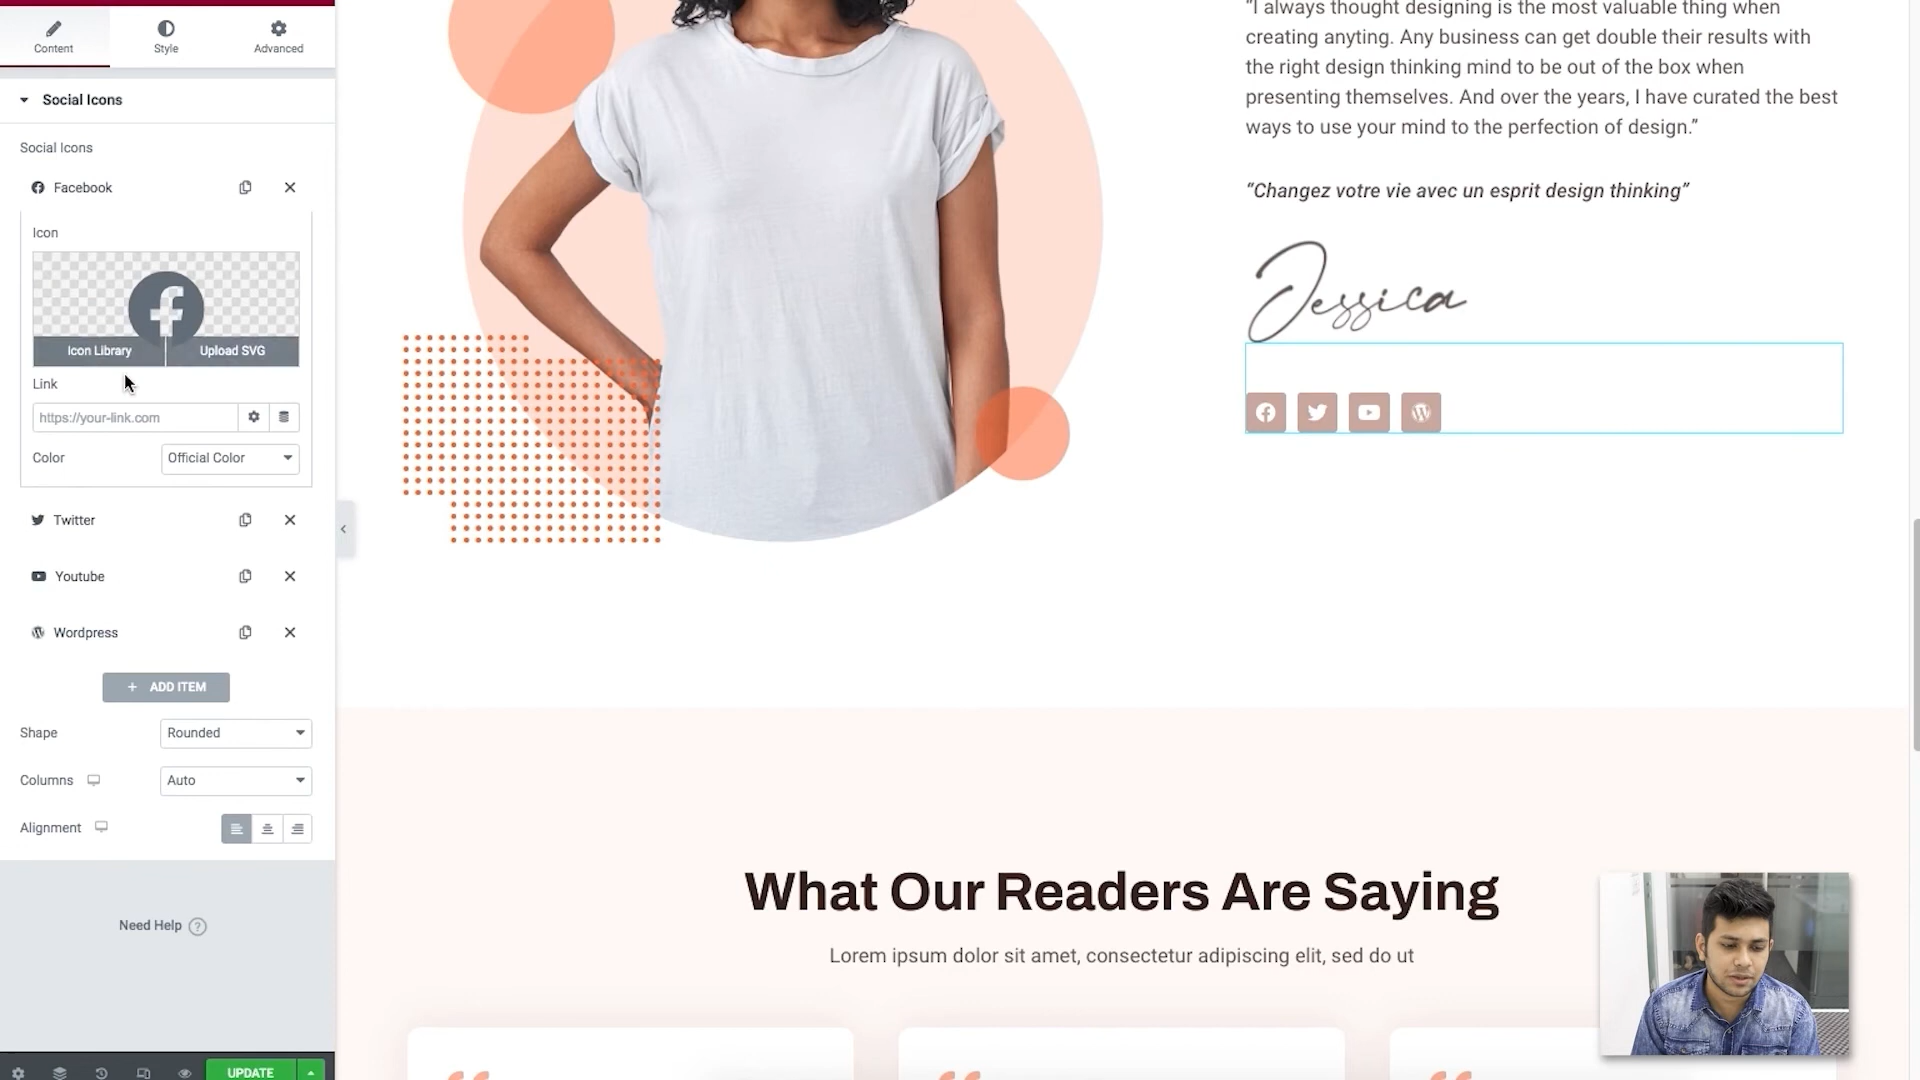 Content
Style
Advanced
Social Icons
Social Icons
Facebook
Icon
Icon Library
Upload SVG
Link
https://your-link.com
Color
Official Color
Twitter
Youtube
Wordpress
+ ADD ITEM
Shape
Rounded
Columns
Auto
Alignment
Need Help ?
UPDATE
“I always thought designing is the most valuable thing when
creating anyting. Any business can get double their results with
the right design thinking mind to be out of the box when
presenting themselves. And over the years, I have curated the best
ways to use your mind to the perfection of design.”
“Changez votre vie avec un esprit design thinking”
Jessica
What Our Readers Are Saying
Lorem ipsum dolor sit amet, consectetur adipiscing elit, sed do ut